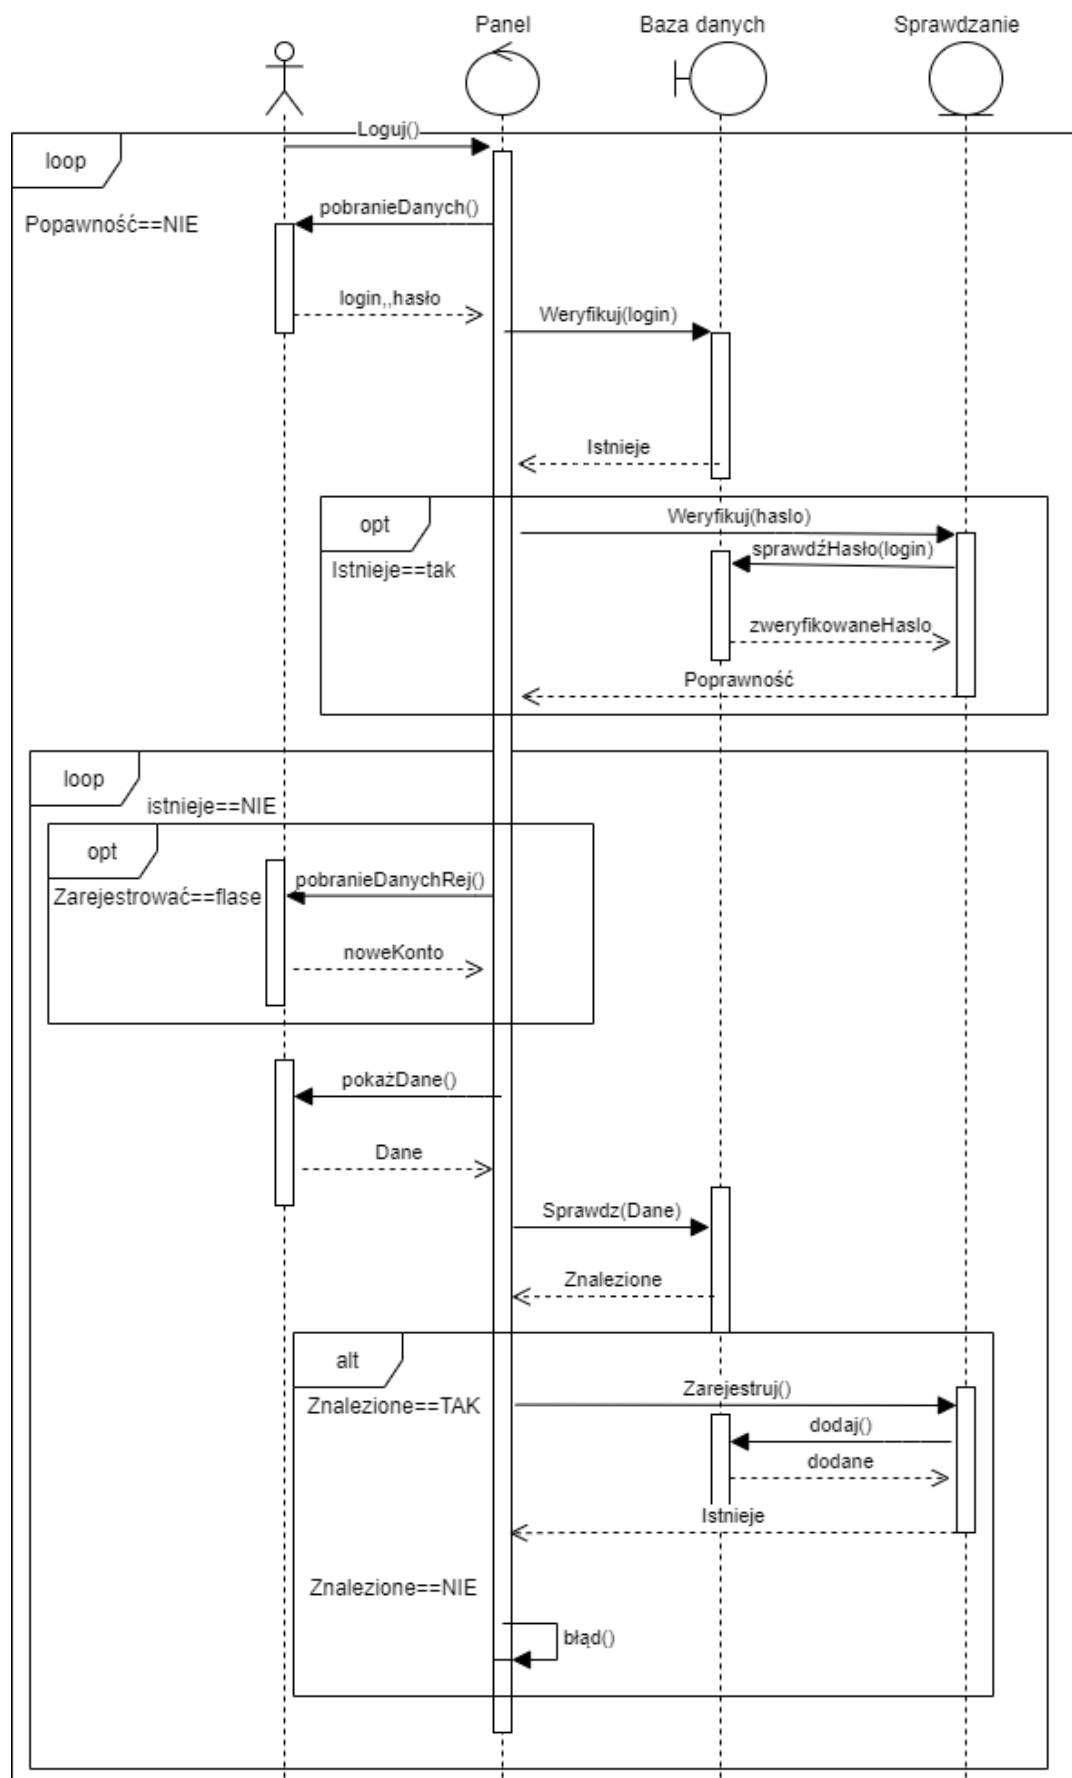 Panel
Baza danych
Sprawdzanie
Loguj()
loop
pobranieDanych()
Popawność==NIE
login,,hasło
Weryfikuj(login)
Istnieje
opt
Weryfikuj(haslo)
sprawdźHasło(login)
Istnieje==tak
zweryfikowaneHaslo
Poprawność
loop
istnieje==NIE
opt
pobranieDanychRej()
Zarejestrować==flase
noweKonto
pokażDane()
Dane
Sprawdz(Dane)
Znalezione
alt
Zarejestruj()
Znalezione==TAK
dodaj()
dodane
Istnieje
Znalezione==NIE
błąd()